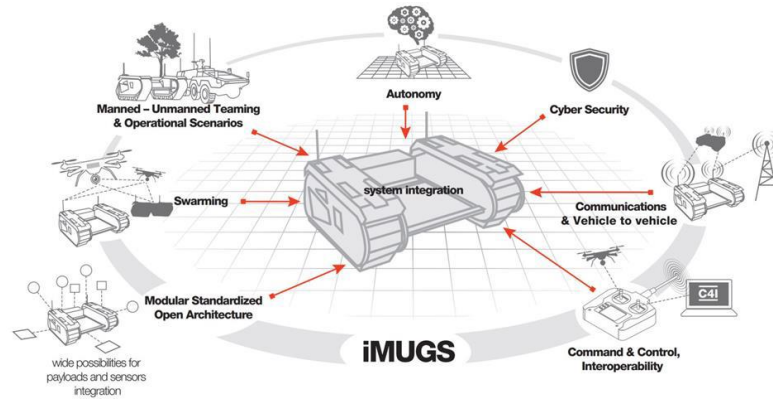 Autonomy
Manned – Unmanned Teaming
& Operational Scenarios
Cyber Security
system integration
Swarming
Communications
& Vehicle to vehicle
Modular Standardized
Open Architecture
C4I
iMUGS
Command & Control,
Interoperability
wide possibilities for
payloads and sensors
integration